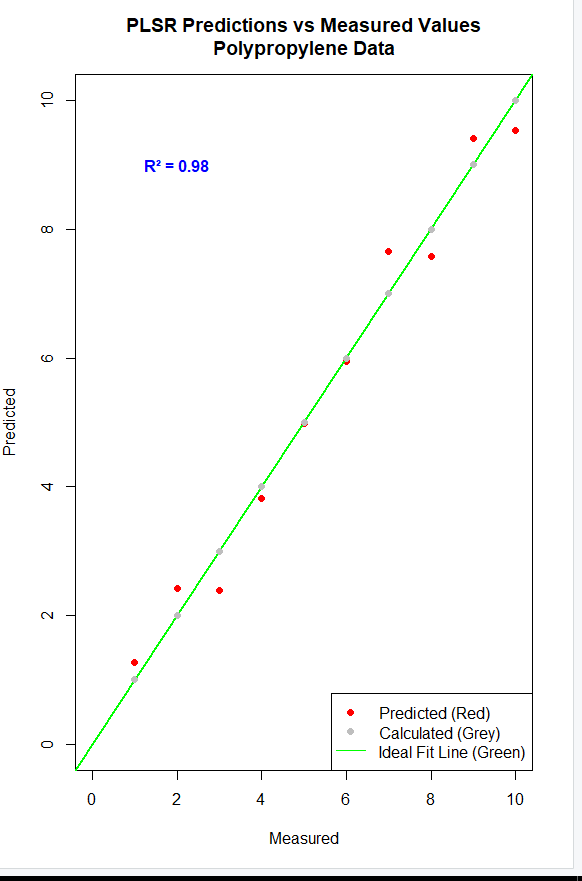 PLSR Predictions vs Measured Values
Polypropylene Data
R² = 0.98
10
8
6
4
2
0
Predicted
Predicted (Red)
Calculated (Grey)
Ideal Fit Line (Green)
0 2 4 6 8 10
Measured